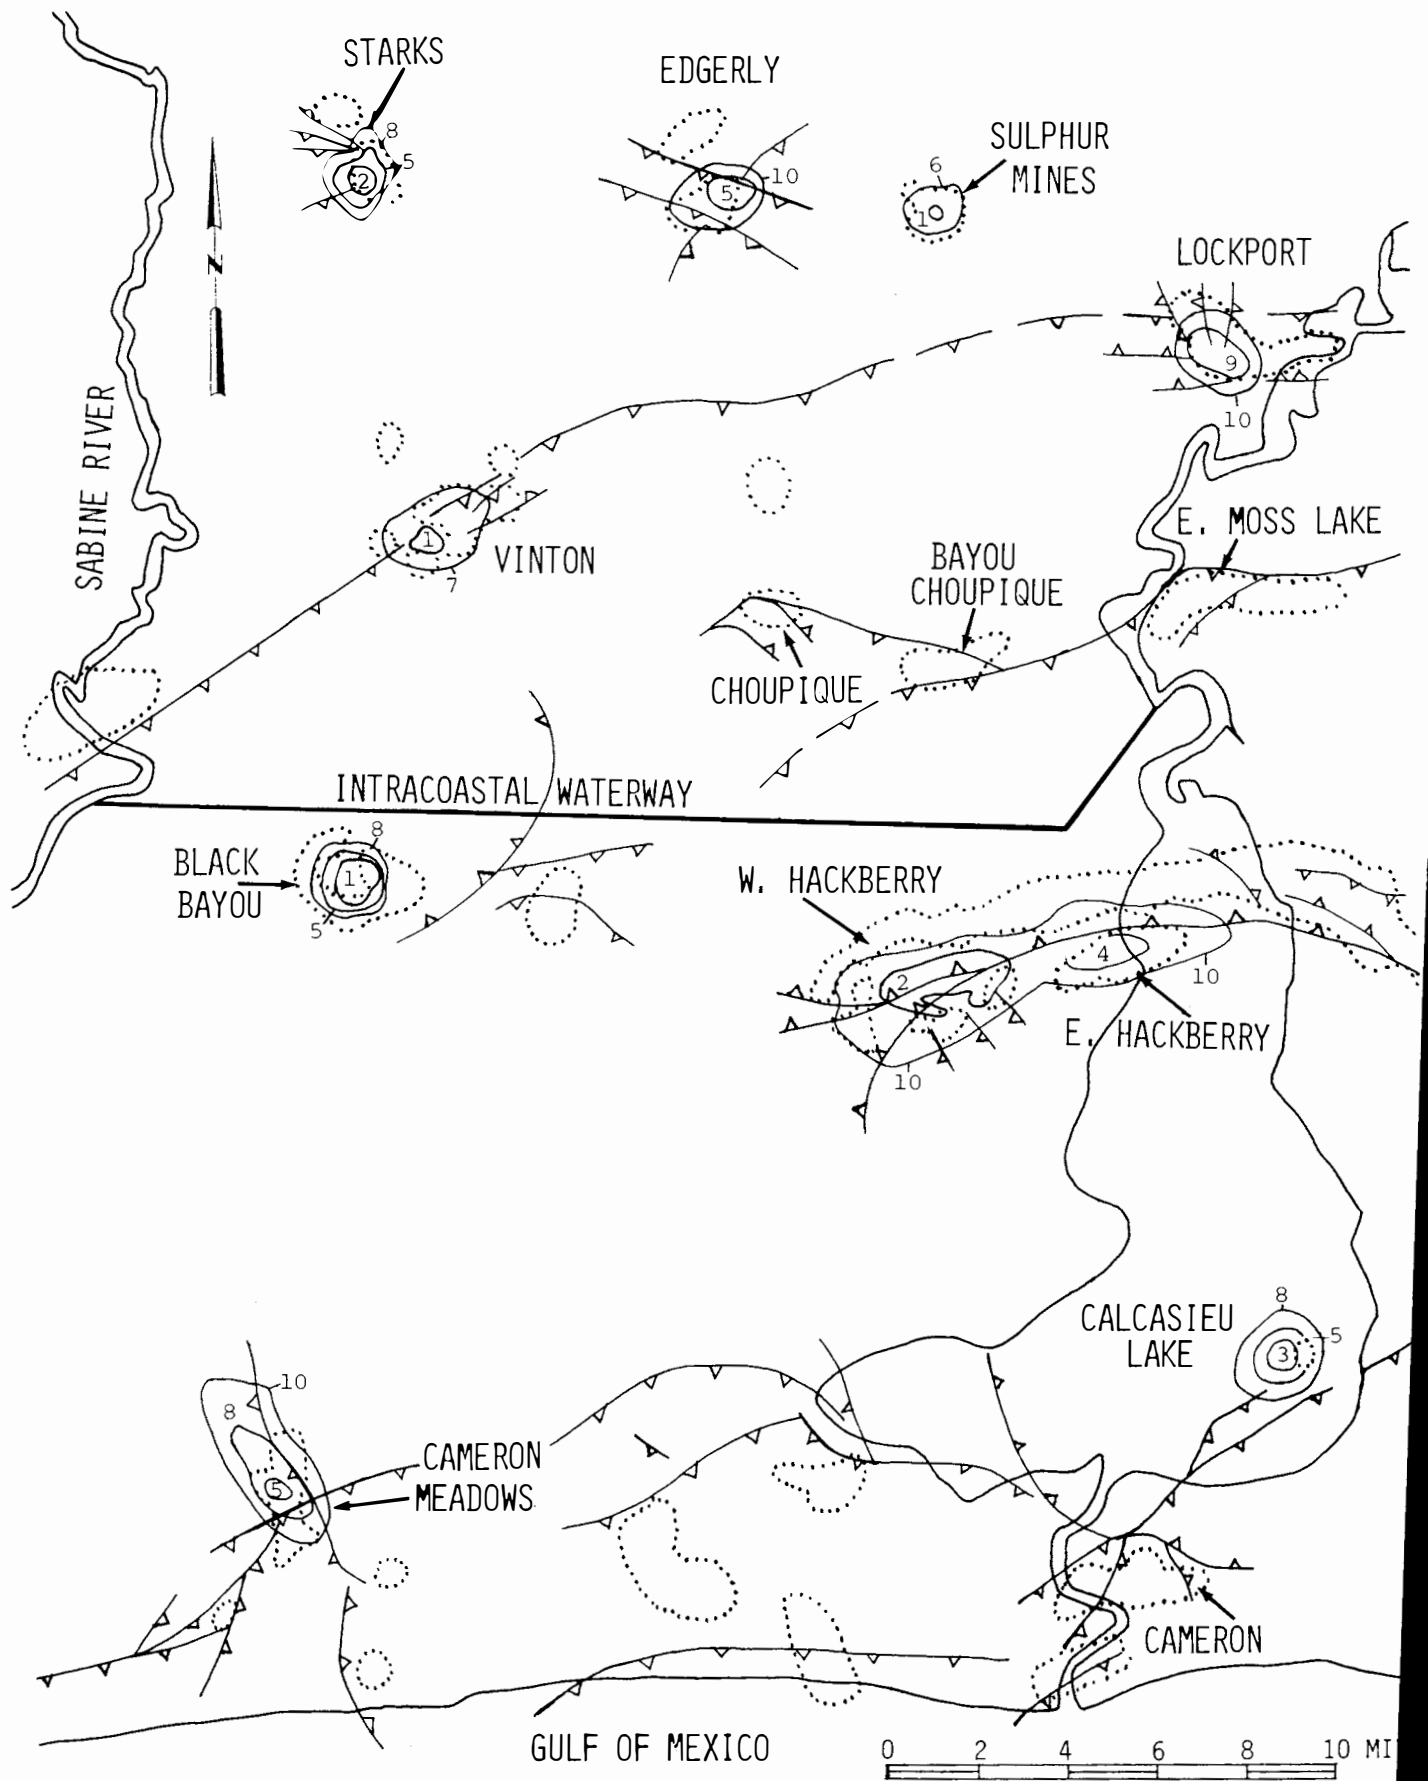 STARKS
EDGERLY
8
5
2
SULPHUR
MINES
6
10
5
1
N
LOCKPORT
9
10
SABINE RIVER
E. MOSS LAKE
1
VINTON
7
BAYOU
CHOUPIQUE
CHOUPIQUE
INTRACOASTAL WATERWAY
8
BLACK
BAYOU
1
5
W. HACKBERRY
4
2
10
E. HACKBERRY
10
8
CALCASIEU
LAKE
5
3
10
8
CAMERON
MEADOWS
5
CAMERON
GULF OF MEXICO
0 2 4 6 8 10 MI